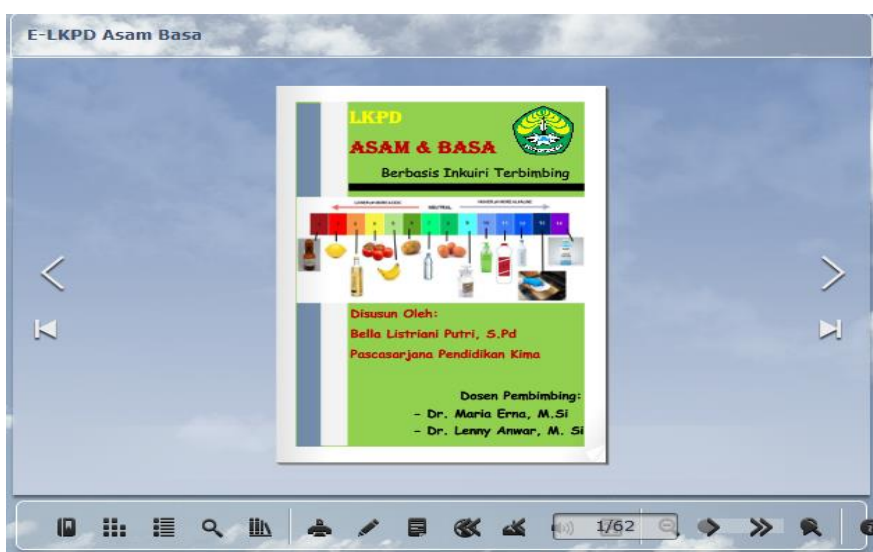 E-LKPD Asam Basa
LKPD
ASAM & BASA
Berbasis Inkuiri Terbimbing
NEUTRAL
Disusun Oleh:
Bella Listriani Putri, S.Pd
Pascasarjana Pendidikan Kima
Dosen Pembimbing:
- Dr. Maria Erna, M.Si
- Dr. Lenny Anwar, M. Si
1/62